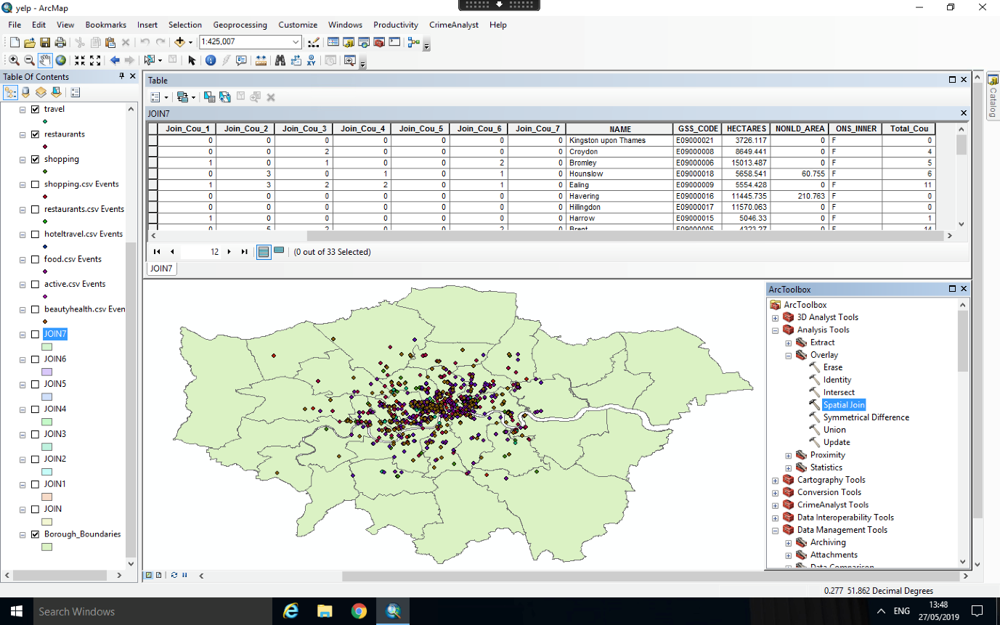 yelp - ArcMap
File Edit View Bookmarks Insert Selection Geoprocessing Customize Windows Productivity CrimeAnalyst Help
1:425,007
Table Of Contents
travel
restaurants
shopping
shopping.csv Events
restaurants.csv Events
hoteltravel.csv Events
food.csv Events
active.csv Events
beautyhealth.csv Even
JOIN7
JOIN6
JOIN5
JOIN4
JOIN3
JOIN2
JOIN1
JOIN
Borough_Boundaries
Table
JOIN7
Join_Cou_1 Join_Cou_2 Join_Cou_3 Join_Cou_4 Join_Cou_5 Join_Cou_6 Join_Cou_7 NAME GSS_CODE HECTARES NONLD_AREA ONS_INNER Total_Cou
0 0 0 0 0 0 0 Kingston upon Thames E09000021 3726.117 0 F 0
0 0 2 0 0 0 0 Croydon E09000008 8649.441 0 F 4
1 0 1 0 0 2 0 Bromley E09000006 15013.487 0 F 5
0 3 0 1 0 1 0 Hounslow E09000018 5658.541 60.755 F 6
1 3 2 2 0 1 0 Ealing E09000009 5554.428 0 F 11
0 0 0 0 0 0 0 Havering E09000016 11445.735 210.763 F 0
0 0 0 0 0 0 0 Hillingdon E09000017 11570.063 0 F 0
1 0 0 0 0 0 0 Harrow E09000015 5046.33 0 F 1
0 5 2 0 0 2 0 Brent E09000005 4323.27 0 F 14
12 (0 out of 33 Selected)
JOIN7
ArcToolbox
ArcToolbox
3D Analyst Tools
Analysis Tools
Extract
Overlay
Erase
Identity
Intersect
Spatial Join
Symmetrical Difference
Union
Update
Proximity
Statistics
Cartography Tools
Conversion Tools
CrimeAnalyst Tools
Data Interoperability Tools
Data Management Tools
Archiving
Attachments
Data Comparison
Catalog
0.277 51.862 Decimal Degrees
Search Windows
ENG
13:48
27/05/2019